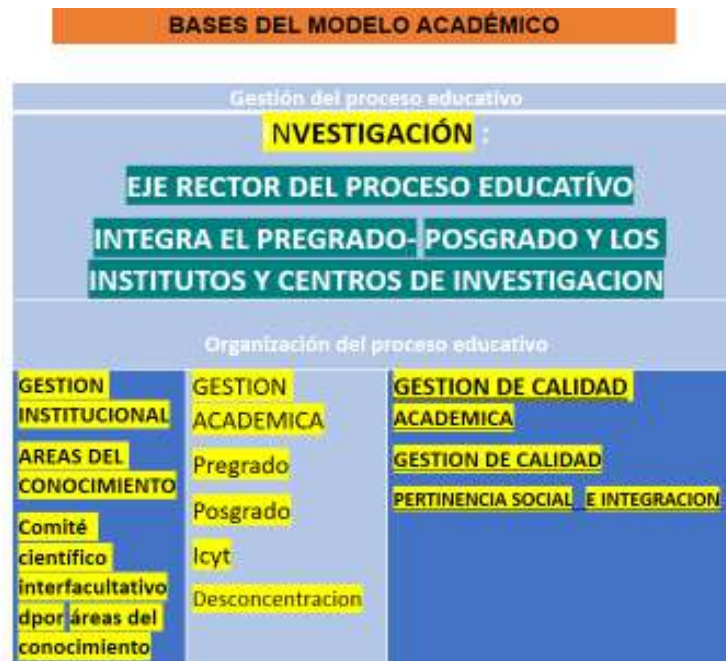 BASES DEL MODELO ACADÉMICO
Gestión del proceso educativo
NVESTIGACIÓN :
EJE RECTOR DEL PROCESO EDUCATÍVO
INTEGRA EL PREGRADO- POSGRADO Y LOS
INSTITUTOS Y CENTROS DE INVESTIGACION
Organización del proceso educativo
GESTION
INSTITUCIONAL
AREAS DEL
CONOCIMIENTO
Comité
científico
interfacultativo
dpor áreas del
conocimiento
GESTION
ACADEMICA
Pregrado
Posgrado
Icyt
Desconcentracion
GESTION DE CALIDAD
ACADEMICA
GESTION DE CALIDAD
PERTINENCIA SOCIAL E INTEGRACION